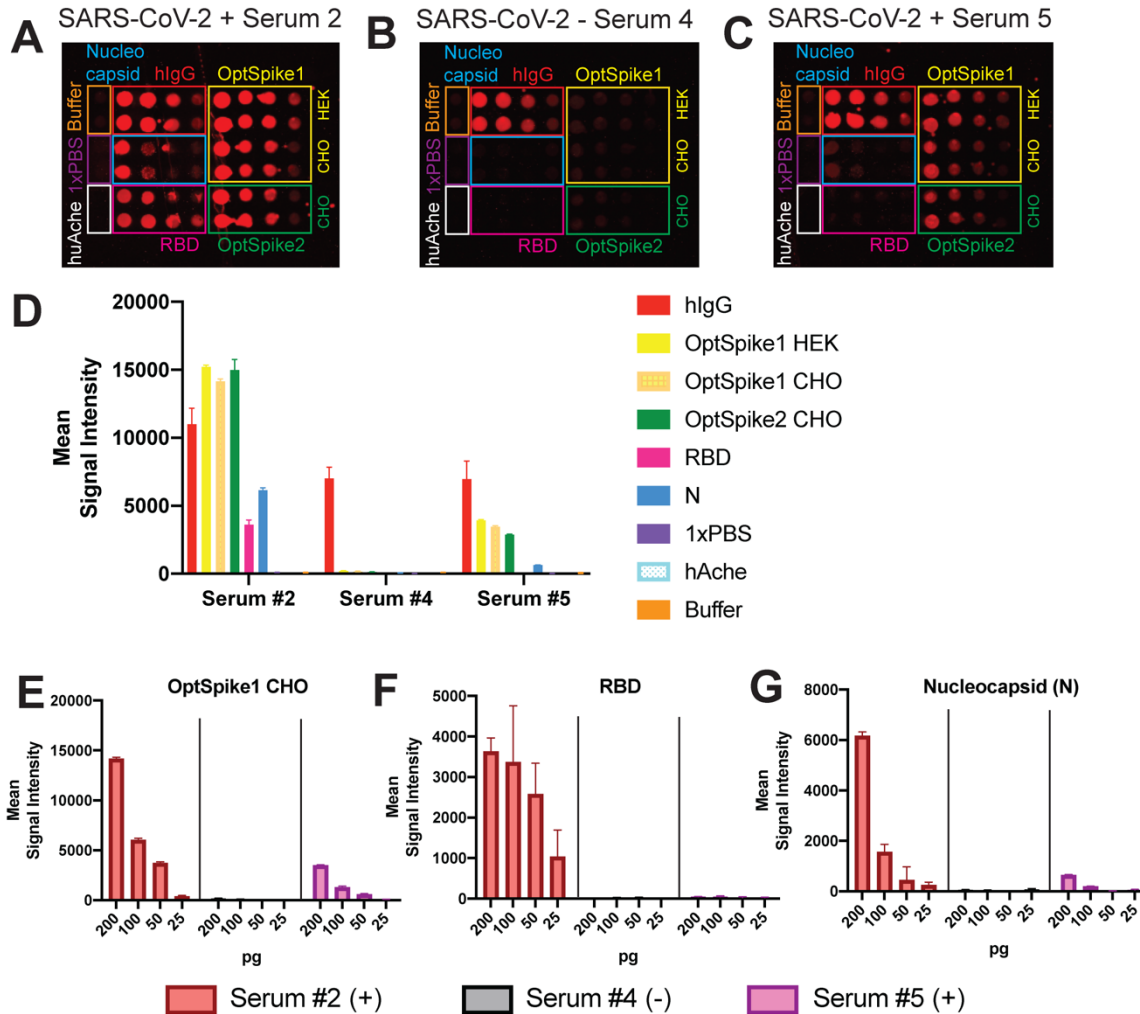 SARS-CoV-2 + Serum 2
SARS-CoV-2 - Serum 4
SARS-CoV-2 + Serum 5
A
Nucleo
capsid
hIgG
OptSpike1
Buffer
1xPBS
huAche
HEK
CHO
CHO
RBD
OptSpike2
B
Nucleo
capsid
hIgG
OptSpike1
Buffer
1xPBS
huAche
HEK
CHO
CHO
RBD
OptSpike2
C
Nucleo
capsid
hIgG
OptSpike1
Buffer
1xPBS
huAche
HEK
CHO
CHO
RBD
OptSpike2
D
Mean
Signal Intensity
20000
15000
10000
5000
0
Serum #2
Serum #4
Serum #5
hIgG
OptSpike1 HEK
OptSpike1 CHO
OptSpike2 CHO
RBD
N
1xPBS
hAche
Buffer
E
OptSpike1 CHO
Mean
Signal Intensity
20000
15000
10000
5000
0
200 100 50 25 200 100 50 25 200 100 50 25
pg
F
RBD
Mean
Signal Intensity
5000
4000
3000
2000
1000
0
200 100 50 25 200 100 50 25 200 100 50 25
pg
G
Nucleocapsid (N)
Mean
Signal Intensity
8000
6000
4000
2000
0
200 100 50 25 200 100 50 25 200 100 50 25
pg
Serum #2 (+)
Serum #4 (-)
Serum #5 (+)